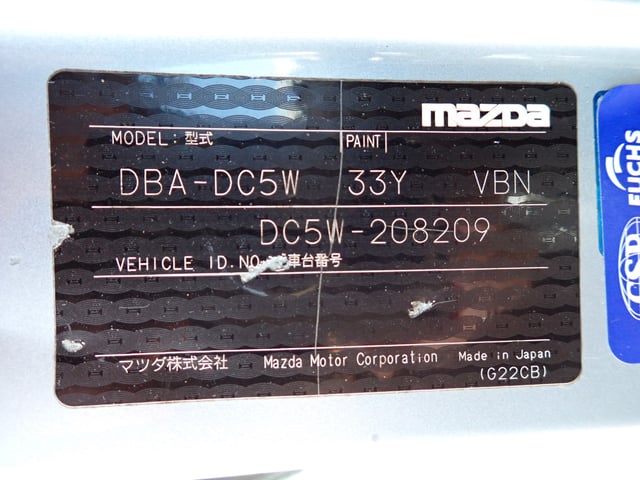 mazda
MODEL: 型式 PAINT
DBA-DC5W 33Y VBN
DC5W-208209
VEHICLE ID.NO. 車台番号
マツダ株式会社 Mazda Motor Corporation Made in Japan
(G22CB)
FUCHS